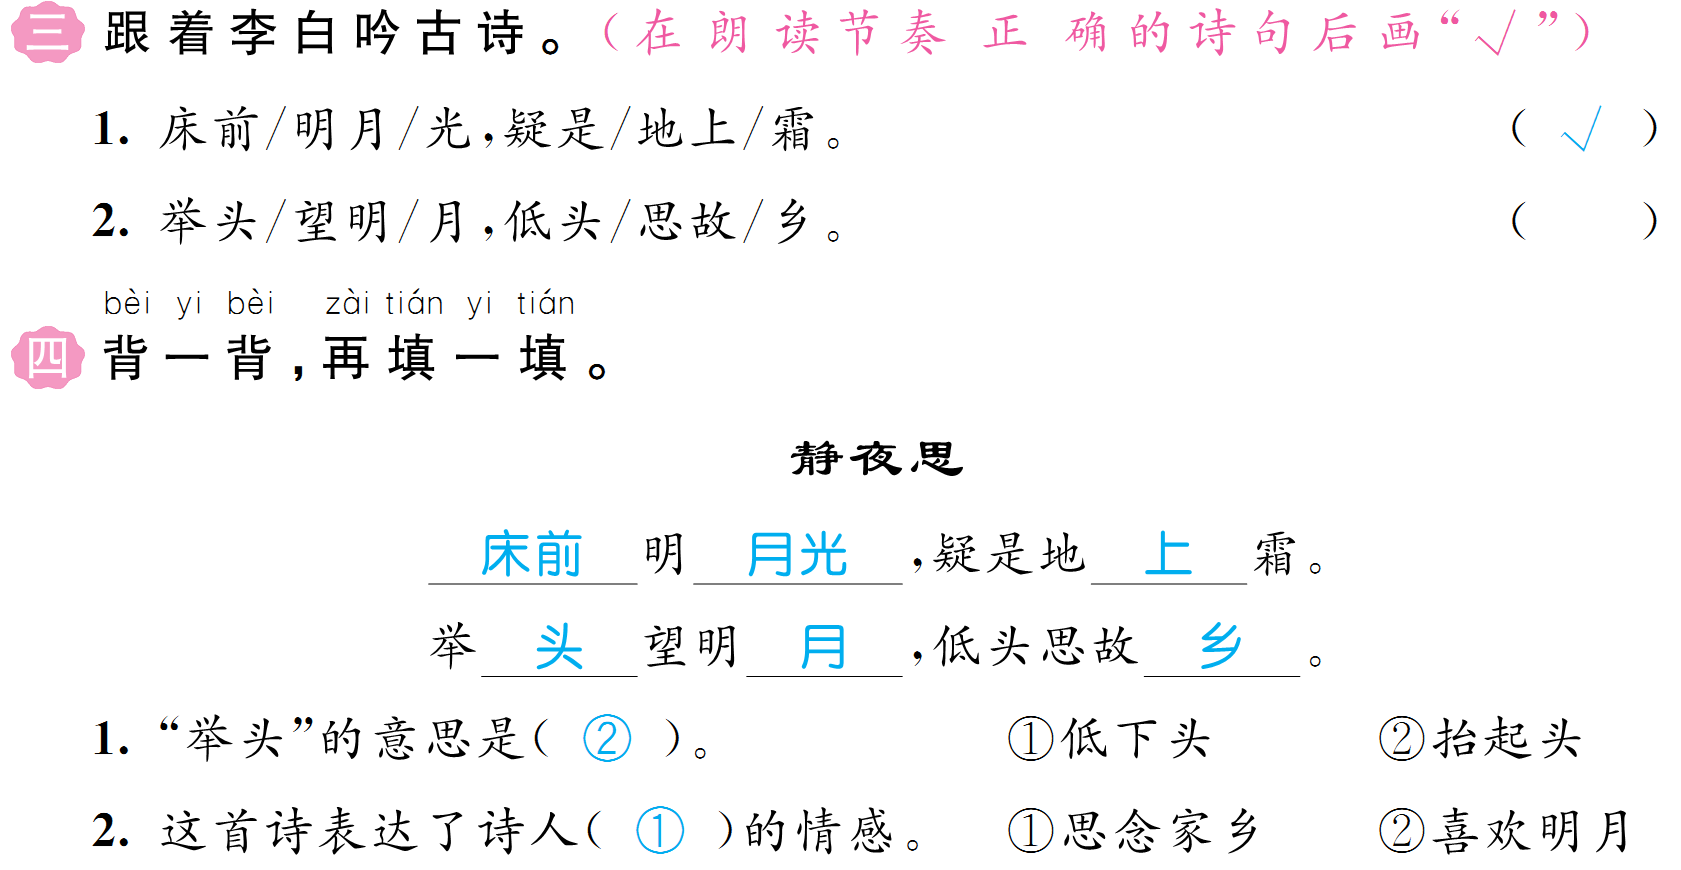 三 跟着李白吟古诗。(在朗读节奏正确的诗句后画“√”)
1. 床前/明月/光,疑是/地上/霜。 ( √ )
2. 举头/望明/月,低头/思故/乡。 (   )
bèi yi bèi zài tián yi tián
四 背一背,再填一填。
静夜思
床前明月光,疑是地上霜。
举头望明月,低头思故乡。
1. “举头”的意思是( ② )。 ①低下头 ②抬起头
2. 这首诗表达了诗人( ① )的情感。 ①思念家乡 ②喜欢明月